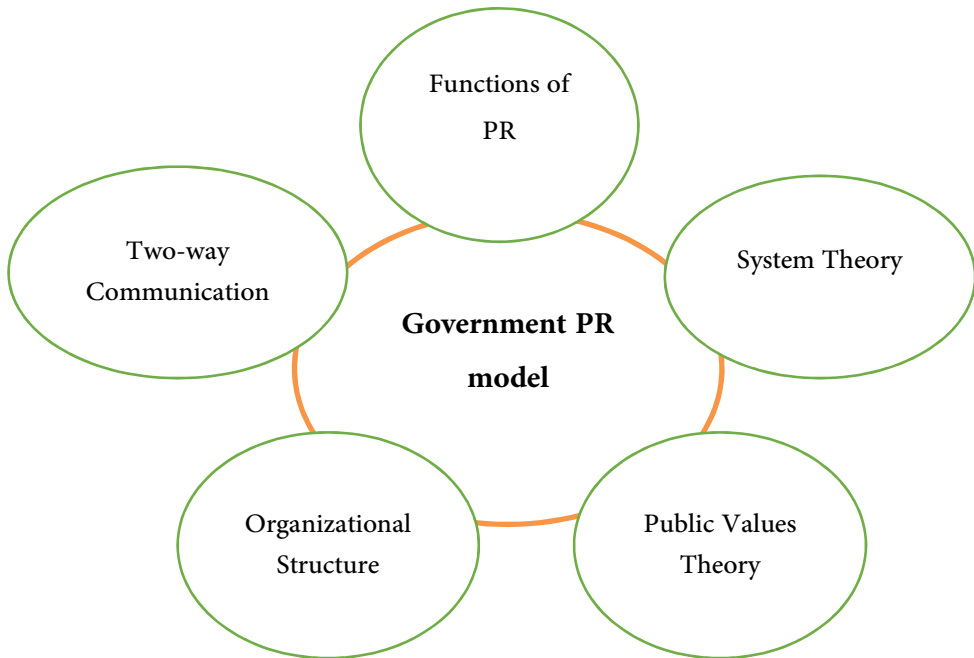 Functions of
PR
Two-way
Communication
System Theory
Government PR
model
Organizational
Structure
Public Values
Theory